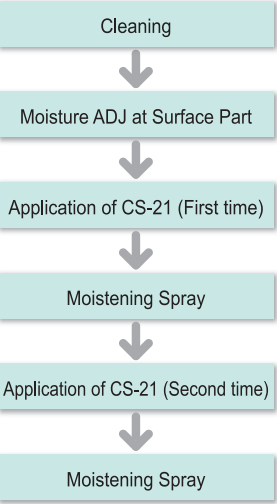 Cleaning
Moisture ADJ at Surface Part
Application of CS-21 (First time)
Moistening Spray
Application of CS-21 (Second time)
Moistening Spray